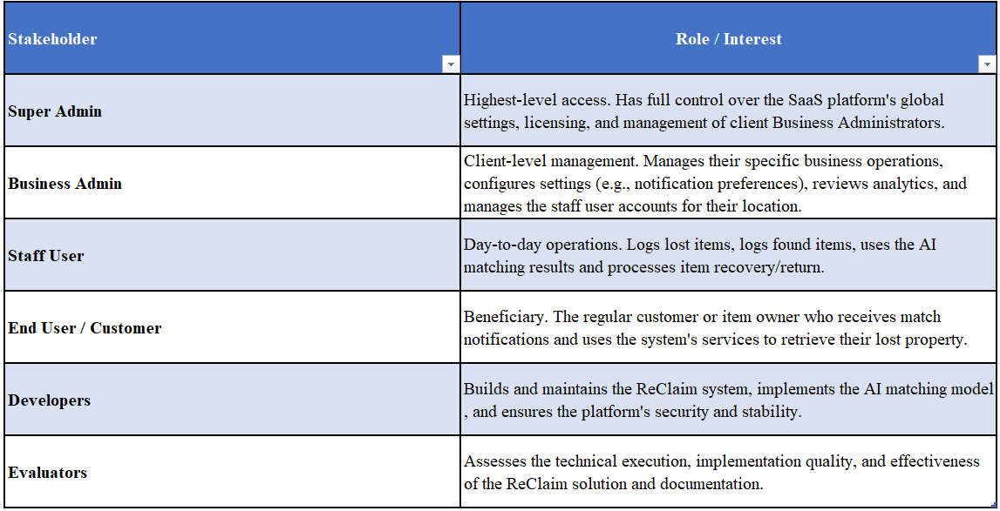 Stakeholder
Role / Interest
Super Admin
Highest-level access. Has full control over the SaaS platform's global
settings, licensing, and management of client Business Administrators.
Business Admin
Client-level management. Manages their specific business operations,
configures settings (e.g., notification preferences), reviews analytics, and
manages the staff user accounts for their location.
Staff User
Day-to-day operations. Logs lost items, logs found items, uses the AI
matching results and processes item recovery/return.
End User / Customer
Beneficiary. The regular customer or item owner who receives match
notifications and uses the system's services to retrieve their lost property.
Developers
Builds and maintains the ReClaim system, implements the AI matching model
, and ensures the platform's security and stability.
Evaluators
Assesses the technical execution, implementation quality, and effectiveness
of the ReClaim solution and documentation.